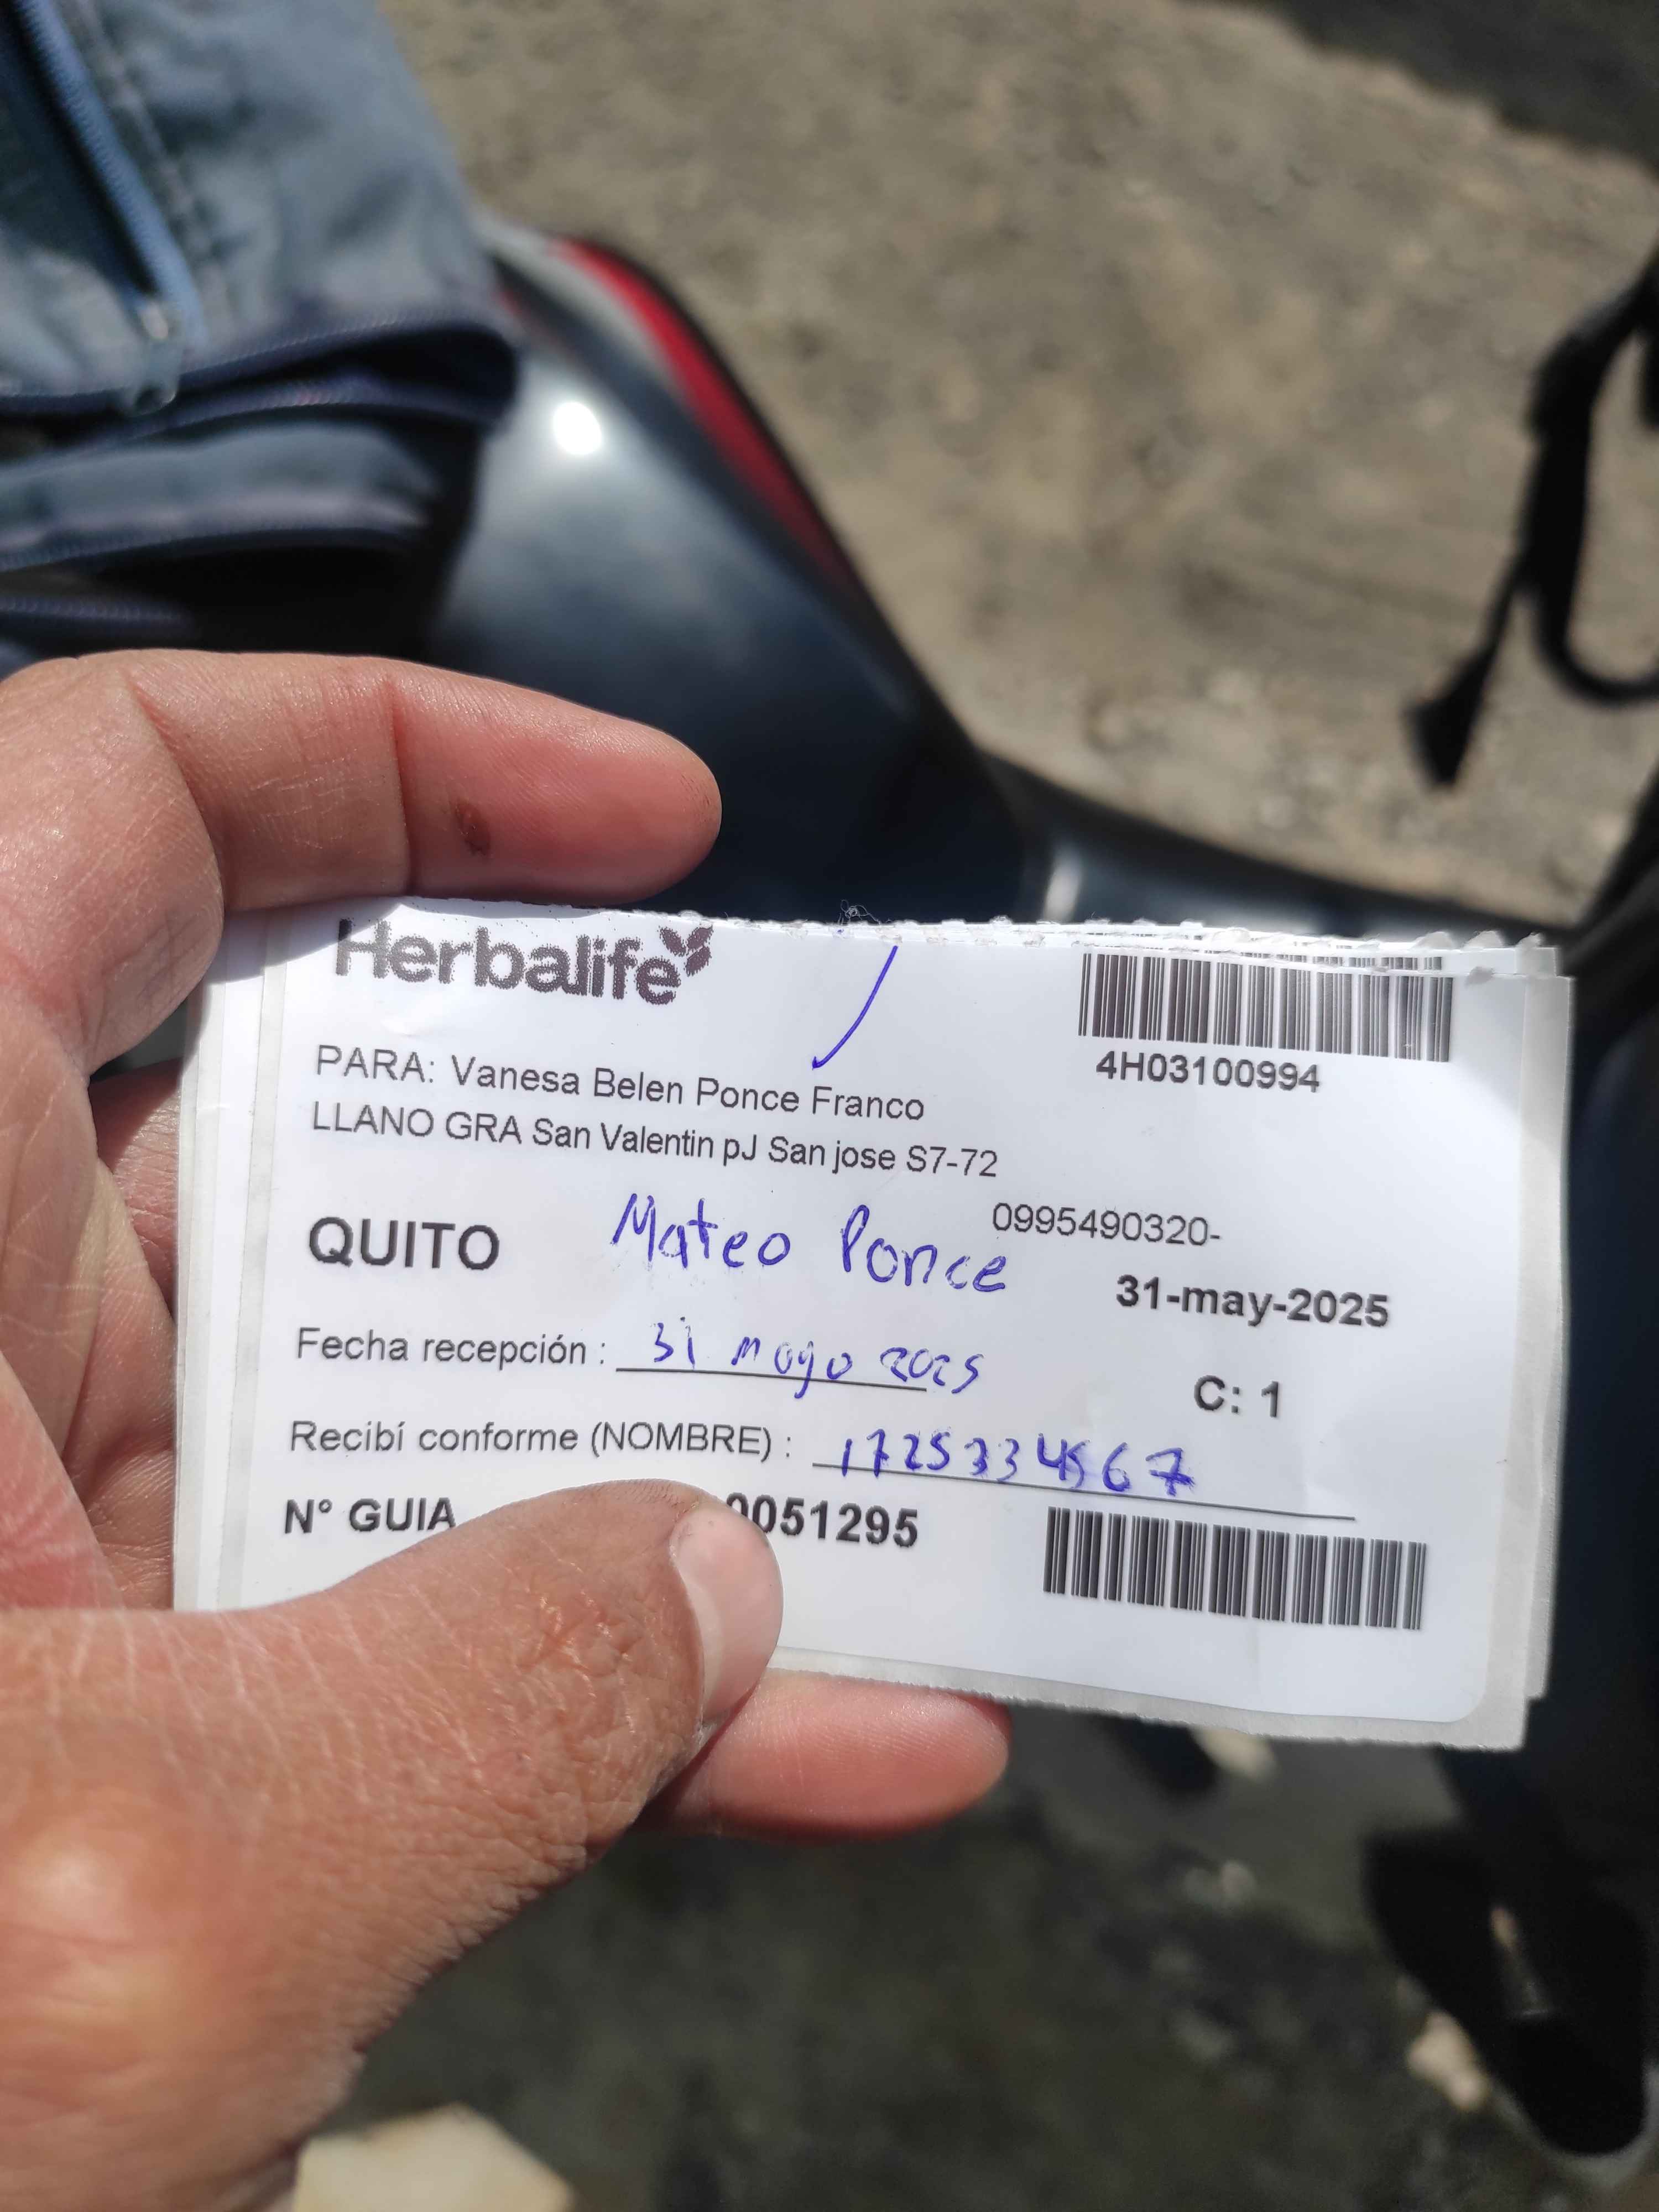 Herbalife
4H03100994
PARA: Vanesa Belen Ponce Franco
LLANO GRA San Valentin pJ San jose S7-72
0995490320-
QUITO
Mateo Ponce
31-may-2025
Fecha recepción : 31 mayo 2025
C: 1
Recibí conforme (NOMBRE) : 1725334567
N° GUIA 0051295